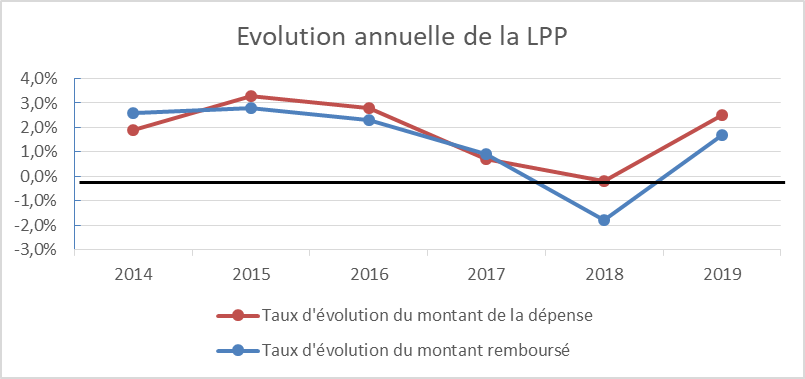 Evolution annuelle de la LPP
4,0%
3,0%
2,0%
1,0%
0,0%
-1,0%
-2,0%
-3,0%
2014 2015 2016 2017 2018 2019
Taux d'évolution du montant de la dépense
Taux d'évolution du montant remboursé